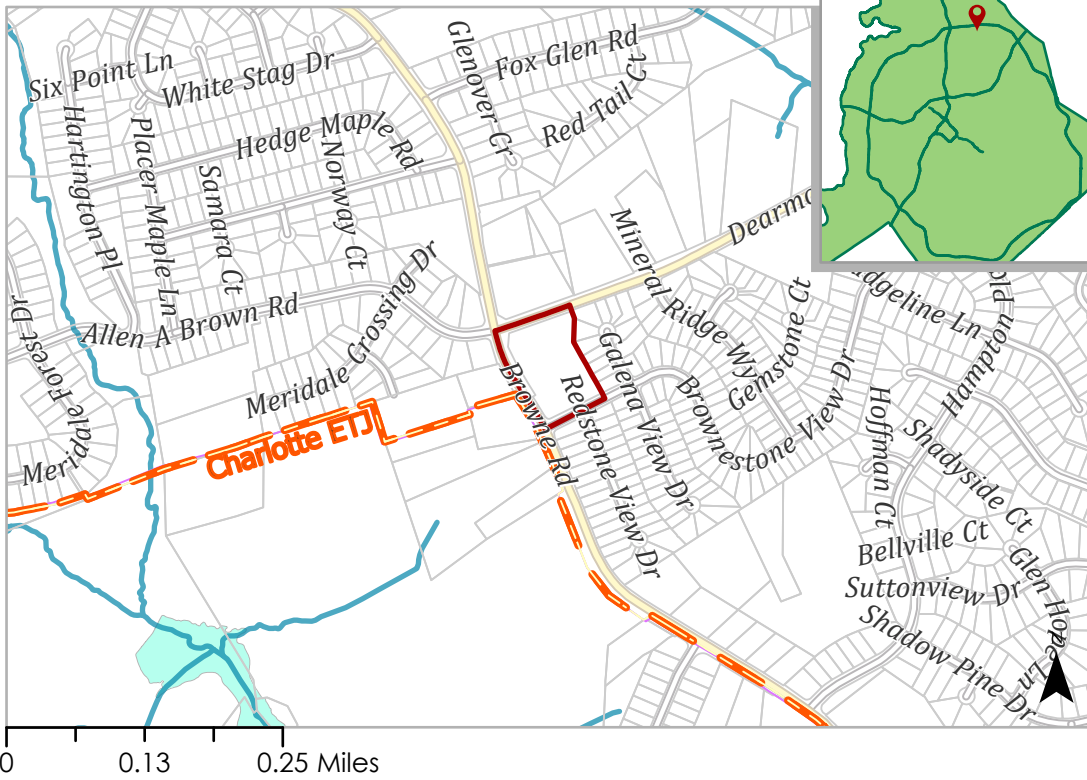 Six Point Ln
White Stag Dr
Glenover Cr
Fox Glen Rd
Red Tail Ct
Hartington Pl
Placer Maple Ln
Hedge Maple Rd
Samara Ct
Norway Ct
Mineral Ridge Wy
Allen A Brown Rd
Meridale Crossing Dr
Meridale Forest Dr
Charlotte ETJ
Browne Rd
Redstone View Dr
Galena View Dr
Brownestone View Dr
Gemstone Ct
Hoffman Ct
Hampton
Shadyside Ct
Bellville Ct
Suttonview Dr
Glen Hope Ln
Shadow Pine Dr
0 0.13 0.25 Miles